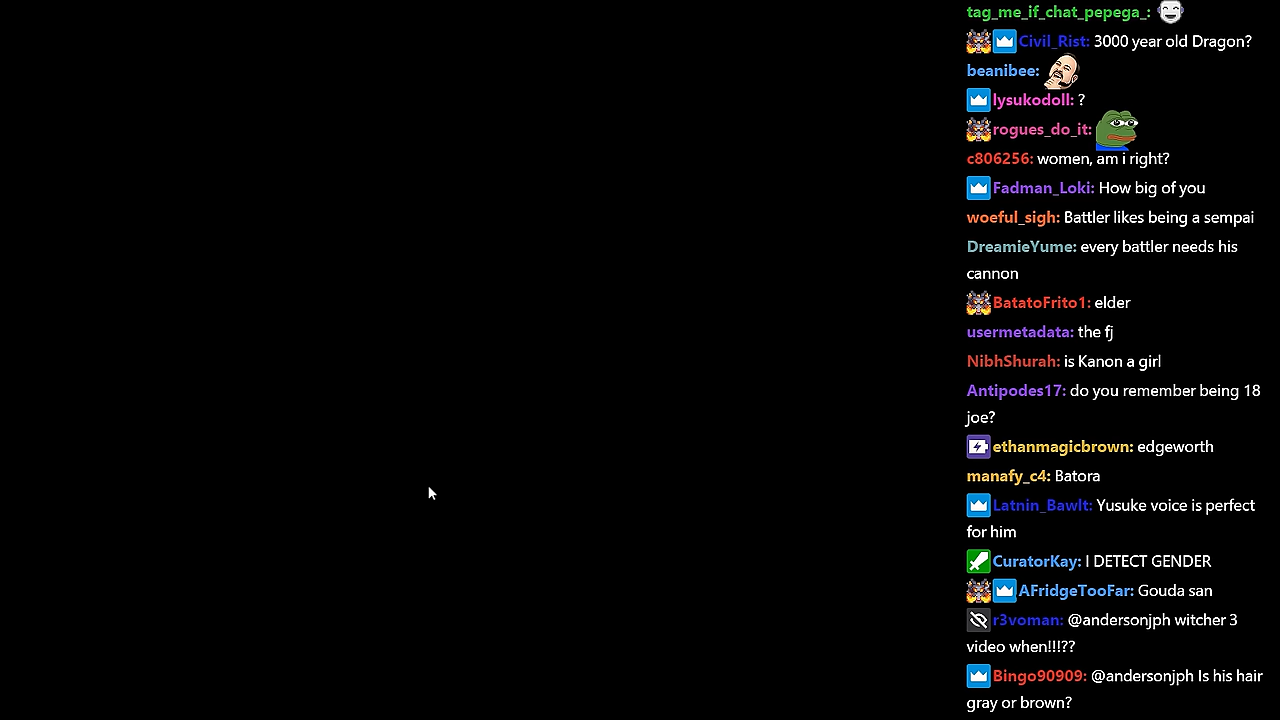 tag_me_if_chat_pepega_:
Civil_Rist: 3000 year old Dragon?
beanibee:
lysukodoll: ?
rogues_do_it:
c806256: women, am i right?
Fadman_Loki: How big of you
woeful_sigh: Battler likes being a sempai
DreamieYume: every battler needs his
cannon
BatatoFrito1: elder
usermetadata: the fj
NibhShurah: is Kanon a girl
Antipodes17: do you remember being 18
joe?
ethanmagicbrown: edgeworth
manafy_c4: Batora
Latnin_Bawlt: Yusuke voice is perfect
for him
CuratorKay: I DETECT GENDER
AFridgeTooFar: Gouda san
r3voman: @andersonjph witcher 3
video when!!!??
Bingo90909: @andersonjph Is his hair
gray or brown?